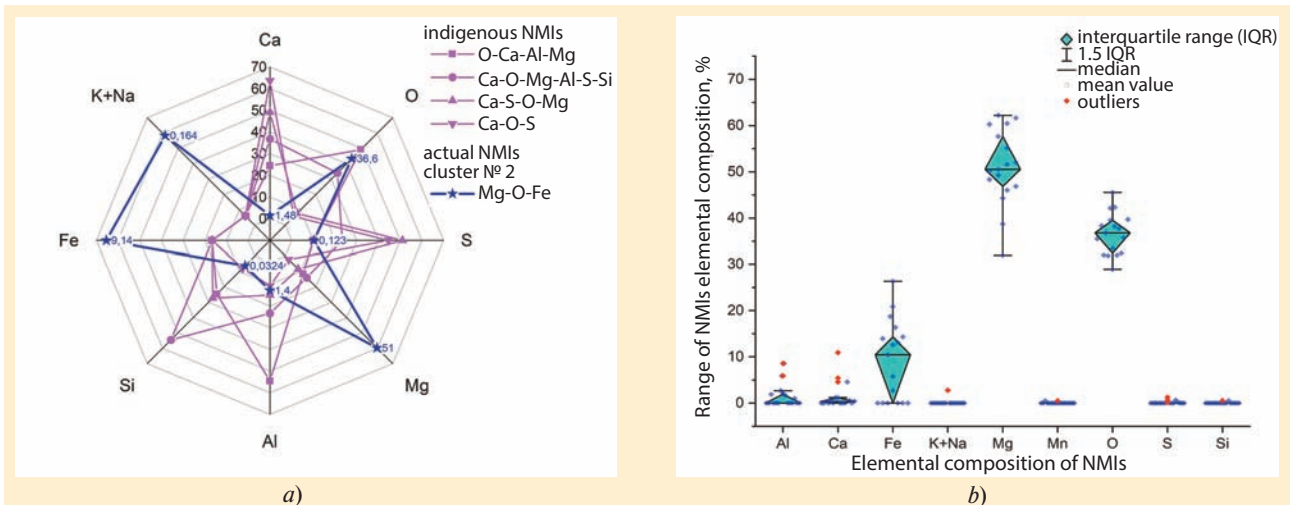 Ca
O
S
Mg
Al
Si
Fe
K+Na
70
60
50
40
30
20
10
0
0,164
36,6
1,48
0,123
9,14
0,0324
1,4
51
indigenous NMIs
O-Ca-Al-Mg
Ca-O-Mg-Al-S-Si
Ca-S-O-Mg
Ca-O-S
actual NMIs
cluster № 2
Mg-O-Fe
a)
interquartile range (IQR)
1.5 IQR
median
mean value
outliers
Range of NMIs elemental composition, %
70
60
50
40
30
20
10
0
Al Ca Fe K+Na Mg Mn O S Si
Elemental composition of NMIs
b)